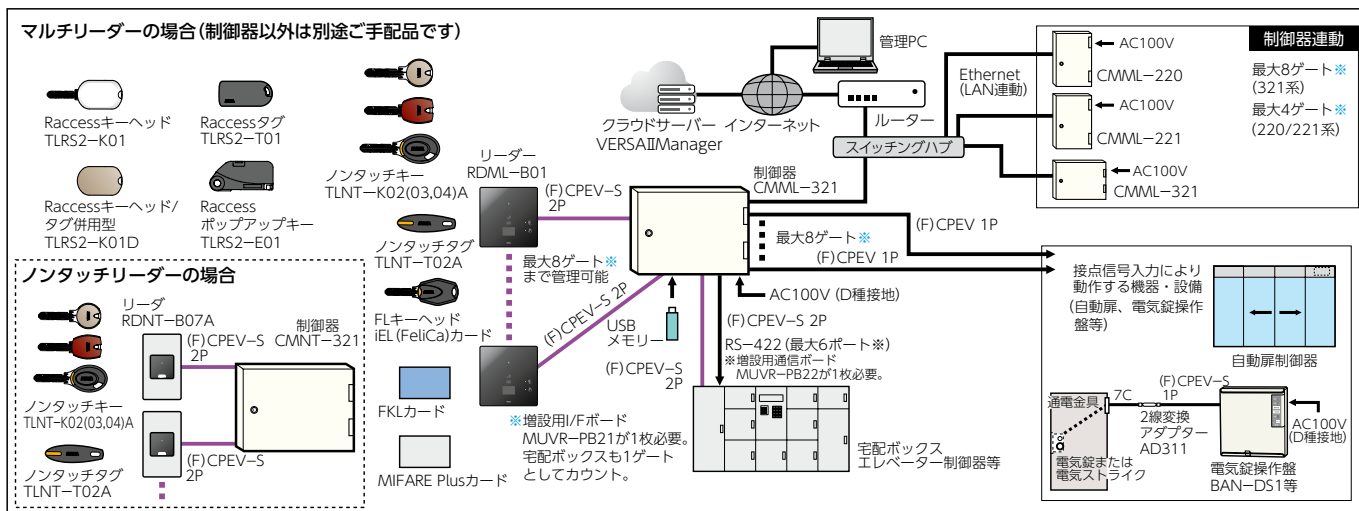 マルチリーダーの場合(制御器以外は別途ご手配品です)
Raccessキーヘッド
TLRS2-K01
Raccessタグ
TLRS2-T01
Raccessキーヘッド/
タグ併用型
TLRS2-K01D
Raccess
ポップアップキー
TLRS2-E01
ノンタッチキー
TLNT-K02(03,04)A
ノンタッチタグ
TLNT-T02A
FLキーヘッド
iEL(FeliCa)カード
FKLカード
MIFARE Plusカード
リーダー
RDML-B01
(F)CPEV-S
2P
最大8ゲート※
まで管理可能
(F)CPEV-S 2P
※増設用I/Fボード
MUVR-PB21が1枚必要。
宅配ボックスも1ゲート
としてカウント。
クラウドサーバー
VERSAⅡManager
インターネット
管理PC
ルーター
スイッチングハブ
Ethernet
(LAN連動)
制御器
CMML-321
最大8ゲート※
(F)CPEV 1P
(F)CPEV 1P
USB
メモリー
AC100V(D種接地)
(F)CPEV-S
2P
(F)CPEV-S 2P
RS-422(最大6ポート※)
※増設用通信ボード
MUVR-PB22が1枚必要。
宅配ボックス
エレベーター制御器等
制御器連動
AC100V
CMML-220
AC100V
CMML-221
AC100V
CMML-321
最大8ゲート※
(321系)
最大4ゲート※
(220/221系)
接点信号入力により
動作する機器・設備
(自動扉、電気錠操作
盤等)
自動扉制御器
通電金具
7C
(F)CPEV-S
1P
2線変換
アダプター
AD311
AC100V
(D種接地)
電気錠または
電気ストライク
電気錠操作盤
BAN-DS1等
ノンタッチリーダーの場合
リーダ
RDNT-B07A
(F)CPEV-S
2P
制御器
CMNT-321
ノンタッチキー
TLNT-K02(03,04)A
ノンタッチタグ
TLNT-T02A
(F)CPEV-S
2P